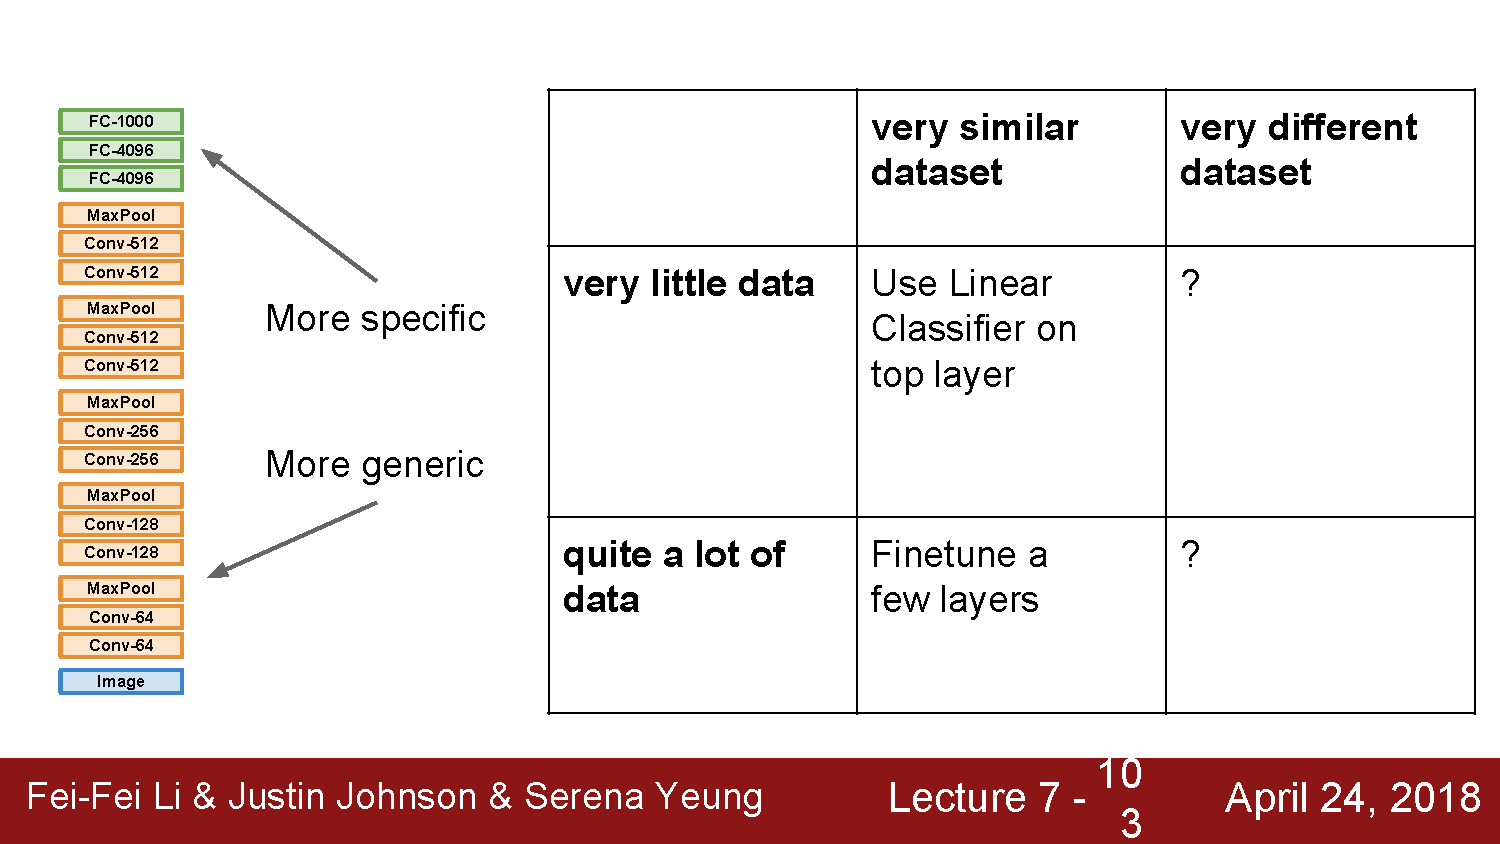 FC-1000
FC-4096
FC-4096
MaxPool
Conv-512
Conv-512
MaxPool
Conv-512
Conv-512
MaxPool
Conv-256
Conv-256
MaxPool
Conv-128
Conv-128
MaxPool
Conv-64
Conv-64
Image
More specific
More generic
very similar
dataset
very different
dataset
very little data
Use Linear
Classifier on
top layer
?
quite a lot of
data
Finetune a
few layers
?
Fei-Fei Li & Justin Johnson & Serena Yeung
Lecture 7 -
10
3
April 24, 2018